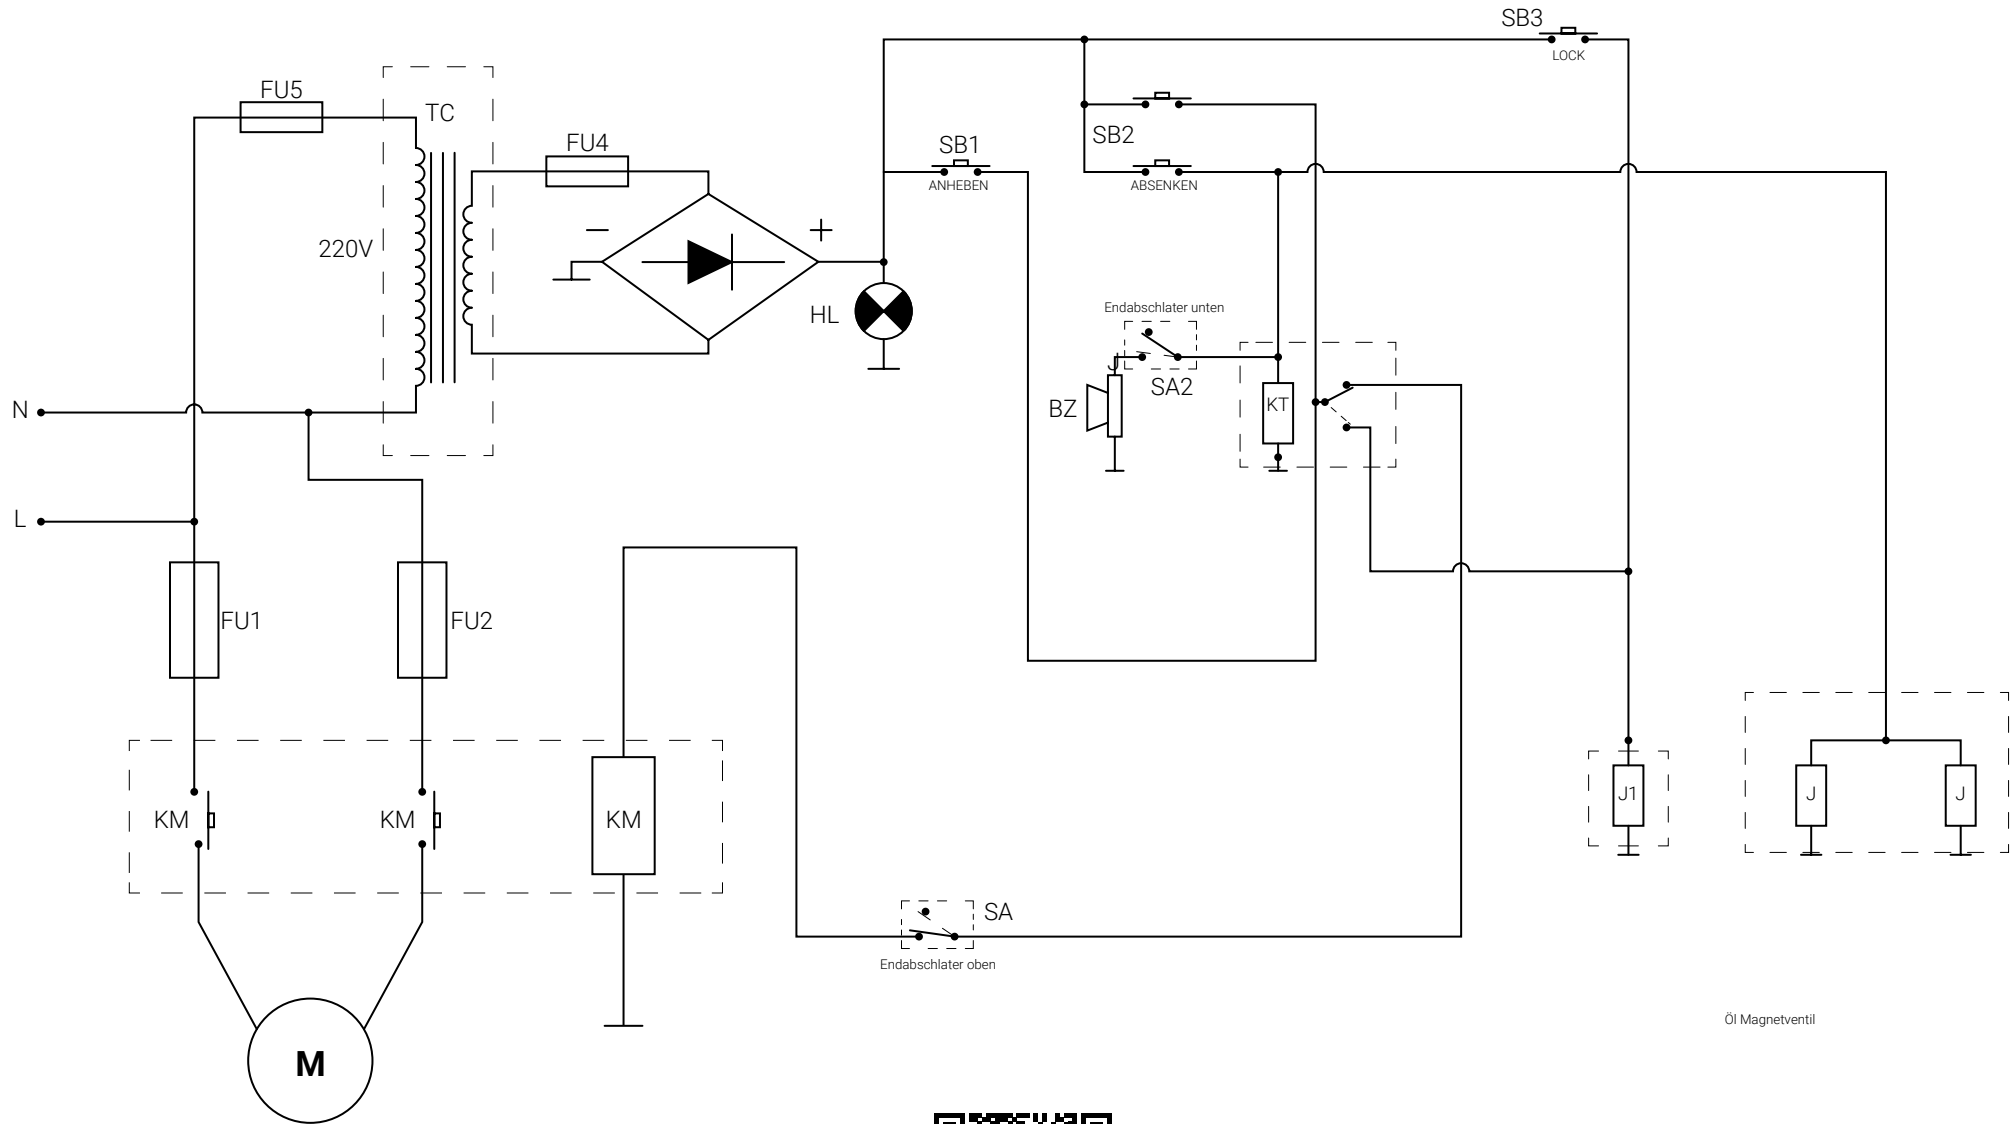 SB3
LOCK
FU5
TC
FU4
SB1
ANHEBEN
SB2
ABSENKEN
220V
−
+
HL
Endabschlater unten
SA2
BZ
J
KT
N
L
FU1
FU2
KM
KM
KM
J1
J
J
SA
Endabschlater oben
Öl Magnetventil
M